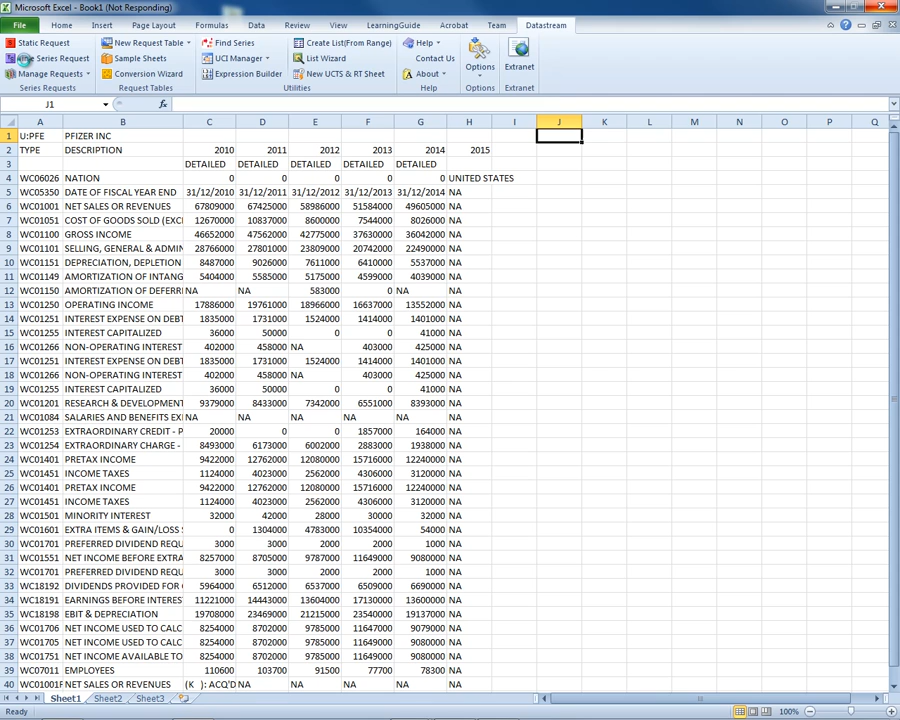 Microsoft Excel - Book1 (Not Responding)
File Home Insert Page Layout Formulas Data Review View LearningGuide Acrobat Team Datastream
Static Request New Request Table Find Series Create List(From Range) Help
Series Request Sample Sheets UCI Manager List Wizard Contact Us Options Extranet
Manage Requests Conversion Wizard Expression Builder New UCTS & RT Sheet About
Series Requests Request Tables Utilities Help Options Extranet
J1 fx
A B C D E F G H I J K L M N O P Q
1 U:PFE PFIZER INC
2 TYPE DESCRIPTION 2010 2011 2012 2013 2014 2015
3 DETAILED DETAILED DETAILED DETAILED DETAILED
4 WC06026 NATION 0 0 0 0 0 UNITED STATES
5 WC05350 DATE OF FISCAL YEAR END 31/12/2010 31/12/2011 31/12/2012 31/12/2013 31/12/2014 NA
6 WC01001 NET SALES OR REVENUES 67809000 67425000 58986000 51584000 49605000 NA
7 WC01051 COST OF GOODS SOLD (EXC 12670000 10837000 8600000 7544000 8026000 NA
8 WC01100 GROSS INCOME 46652000 47562000 42775000 37630000 36042000 NA
9 WC01101 SELLING, GENERAL & ADMIN 28766000 27801000 23809000 20742000 22490000 NA
10 WC01151 DEPRECIATION, DEPLETION 8487000 9026000 7611000 6410000 5537000 NA
11 WC01149 AMORTIZATION OF INTANG 5404000 5585000 5175000 4599000 4039000 NA
12 WC01150 AMORTIZATION OF DEFERR NA NA 583000 0 NA NA
13 WC01250 OPERATING INCOME 17886000 19761000 18966000 16637000 13552000 NA
14 WC01251 INTEREST EXPENSE ON DEBT 1835000 1731000 1524000 1414000 1401000 NA
15 WC01255 INTEREST CAPITALIZED 36000 50000 0 0 41000 NA
16 WC01266 NON-OPERATING INTEREST 402000 458000 NA 403000 425000 NA
17 WC01251 INTEREST EXPENSE ON DEBT 1835000 1731000 1524000 1414000 1401000 NA
18 WC01266 NON-OPERATING INTEREST 402000 458000 NA 403000 425000 NA
19 WC01255 INTEREST CAPITALIZED 36000 50000 0 0 41000 NA
20 WC01201 RESEARCH & DEVELOPMENT 9379000 8433000 7342000 6551000 8393000 NA
21 WC01084 SALARIES AND BENEFITS EX NA NA NA NA NA NA
22 WC01253 EXTRAORDINARY CREDIT - P 20000 0 0 1857000 164000 NA
23 WC01254 EXTRAORDINARY CHARGE - 8493000 6173000 6002000 2883000 1938000 NA
24 WC01401 PRETAX INCOME 9422000 12762000 12080000 15716000 12240000 NA
25 WC01451 INCOME TAXES 1124000 4023000 2562000 4306000 3120000 NA
26 WC01401 PRETAX INCOME 9422000 12762000 12080000 15716000 12240000 NA
27 WC01451 INCOME TAXES 1124000 4023000 2562000 4306000 3120000 NA
28 WC01501 MINORITY INTEREST 32000 42000 28000 30000 32000 NA
29 WC01601 EXTRA ITEMS & GAIN/LOSS S 0 1304000 4783000 10354000 54000 NA
30 WC01701 PREFERRED DIVIDEND REQU 3000 3000 2000 2000 1000 NA
31 WC01551 NET INCOME BEFORE EXTRA 8257000 8705000 9787000 11649000 9080000 NA
32 WC01701 PREFERRED DIVIDEND REQU 3000 3000 2000 2000 1000 NA
33 WC18192 DIVIDENDS PROVIDED FOR 5964000 6512000 6537000 6509000 6690000 NA
34 WC18191 EARNINGS BEFORE INTERES 11221000 14443000 13604000 17130000 13600000 NA
35 WC18198 EBIT & DEPRECIATION 19708000 23469000 21215000 23540000 19137000 NA
36 WC01706 NET INCOME USED TO CALC 8254000 8702000 9785000 11647000 9079000 NA
37 WC01705 NET INCOME USED TO CALC 8254000 8702000 9785000 11649000 9080000 NA
38 WC01751 NET INCOME AVAILABLE TO 8254000 8702000 9785000 11649000 9080000 NA
39 WC07011 EMPLOYEES 110600 103700 91500 77700 78300 NA
40 WC01001F NET SALES OR REVENUES (K ): ACQ'D NA NA NA NA NA
Sheet1 Sheet2 Sheet3
Ready 100%